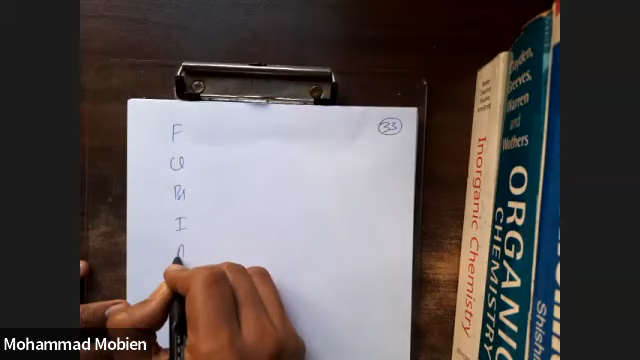 33
F
Cl
Br
I
Inorganic Chemistry
Clayden,
Greeves,
Warren
and
Wothers
ORGANIC
CHEMISTRY
Mohammad Mobien